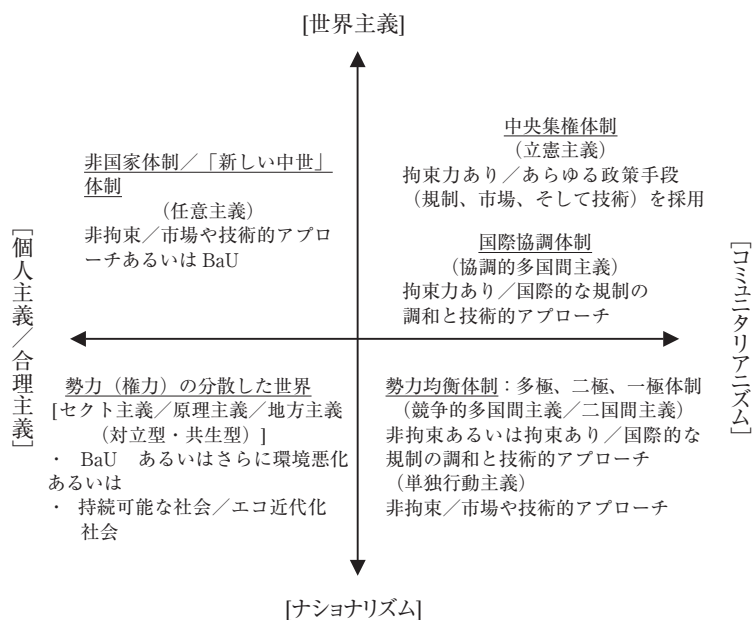 [世界主義]
中央集権体制
（立憲主義）
拘束力あり／あらゆる政策手段
（規制、市場、そして技術）を採用
非国家体制／「新しい中世」
体制
（任意主義）
非拘束／市場や技術的アプロ
ーチあるいは BaU
国際協調体制
（協調的多国間主義）
拘束力あり／国際的な規制の
調和と技術的アプローチ
[個人主義／合理主義]
[コミュニタリアニズム]
勢力（権力）の分散した世界
[セクト主義／原理主義／地方主義
（対立型・共生型）]
・ BaU あるいはさらに環境悪化
あるいは
・ 持続可能な社会／エコ近代化
社会
勢力均衡体制：多極、二極、一極体制
（競争的多国間主義／二国間主義）
非拘束あるいは拘束あり／国際的な
規制の調和と技術的アプローチ
（単独行動主義）
非拘束／市場や技術的アプローチ
[ナショナリズム]